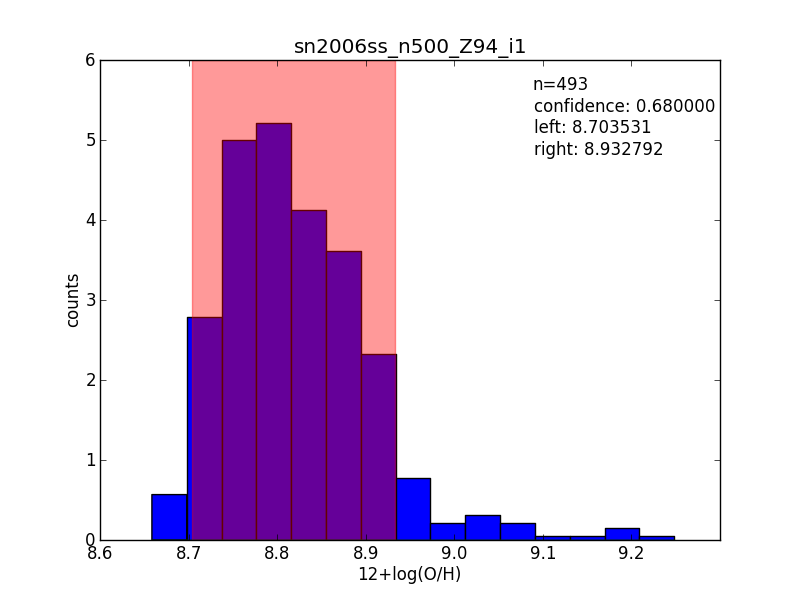 sn2006ss_n500_Z94_i1
n=493
confidence: 0.680000
left: 8.703531
right: 8.932792
6
5
4
3
2
1
0
counts
8.6 8.7 8.8 8.9 9.0 9.1 9.2
12+log(O/H)